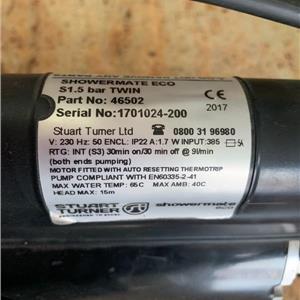 SHOWERMATE ECO
S1.5 bar TWIN
Part No: 46502
Serial No:1701024-200
CE
2017
Stuart Turner Ltd ☎ 0800 31 96980
V: 230 Hz: 50 ENCL: IP22 A:1.7 W INPUT:385 5A
RTG: INT (S3) 30min on/30 min off @ 9l/min
(both ends pumping)
MOTOR FITTED WITH AUTO RESETTING THERMOTRIP
PUMP COMPLIANT WITH EN60335-2-41
MAX WATER TEMP: 65C MAX AMB: 40C
HEAD MAX: 15m
STUART
TURNER
showermate
eco